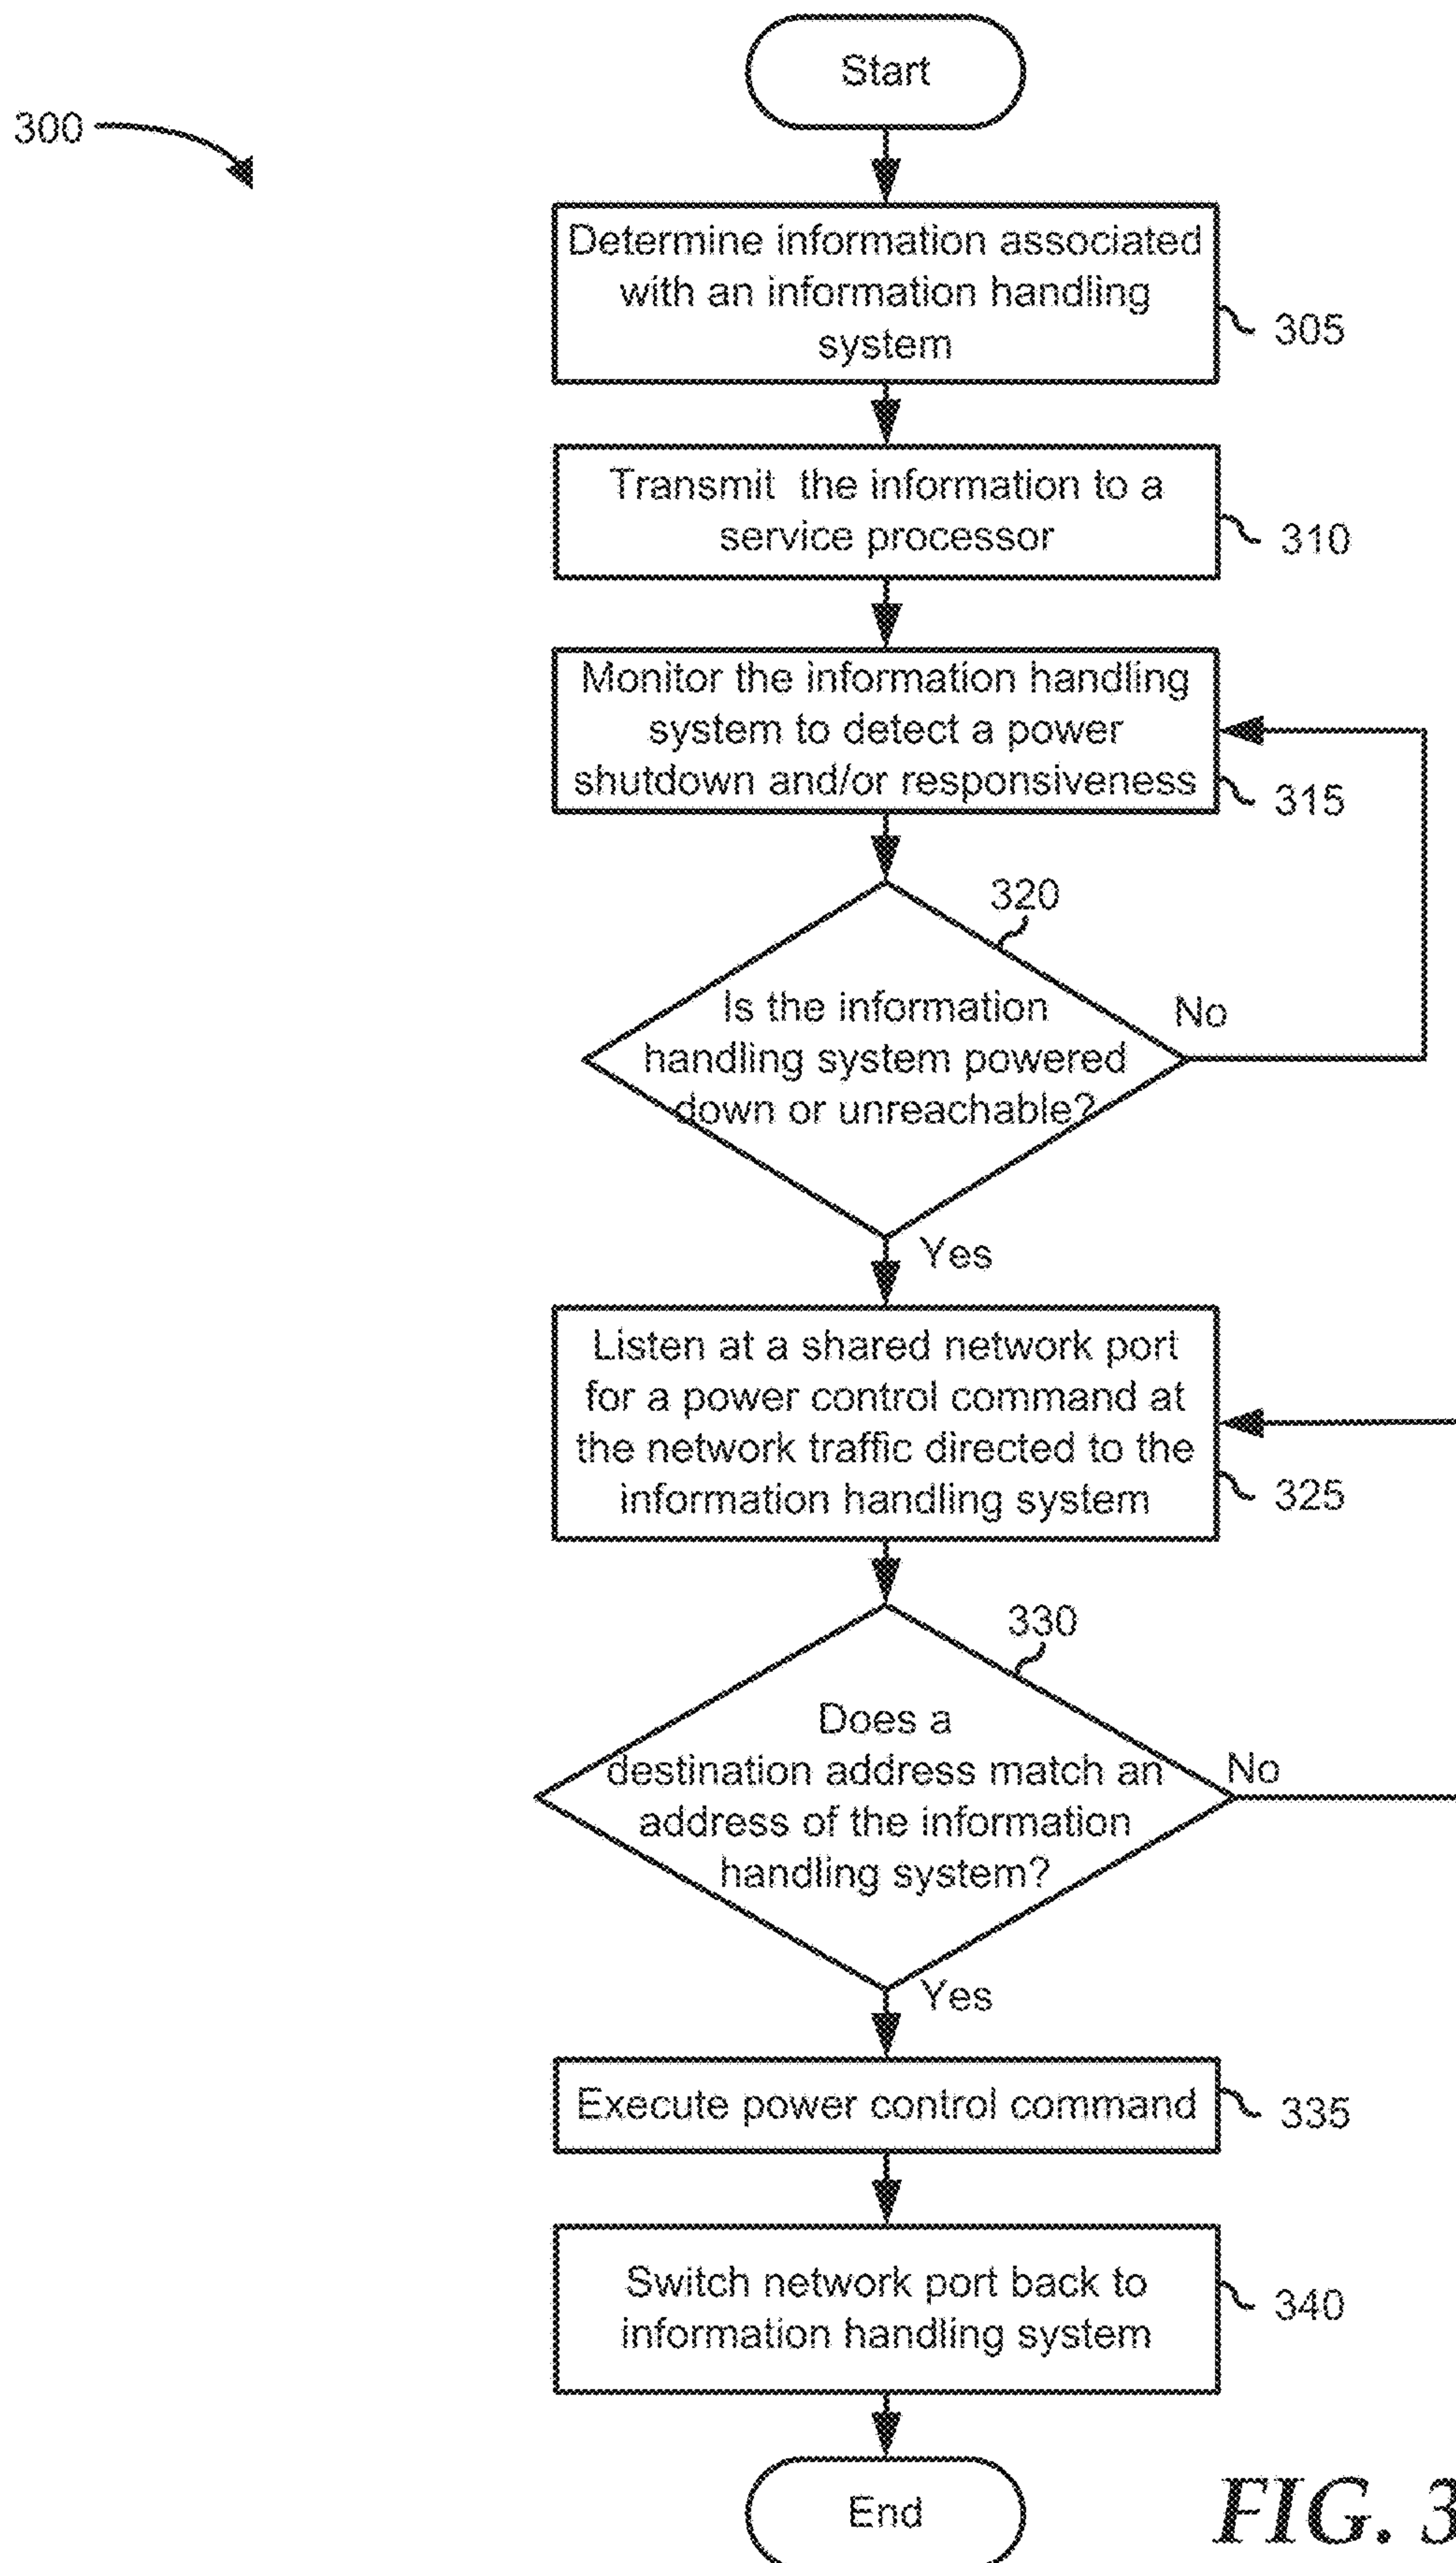 Start
300
Determine information associated
with an information handling
system
305
Transmit the information to a
service processor
310
Monitor the information handling
system to detect a power
shutdown and/or responsiveness
315
320
Is the information
handling system powered
down or unreachable?
No
Yes
Listen at a shared network port
for a power control command at
the network traffic directed to the
information handling system
325
330
Does a
destination address match an
address of the information
handling system?
No
Yes
Execute power control command
335
Switch network port back to
information handling system
340
End
FIG. 3